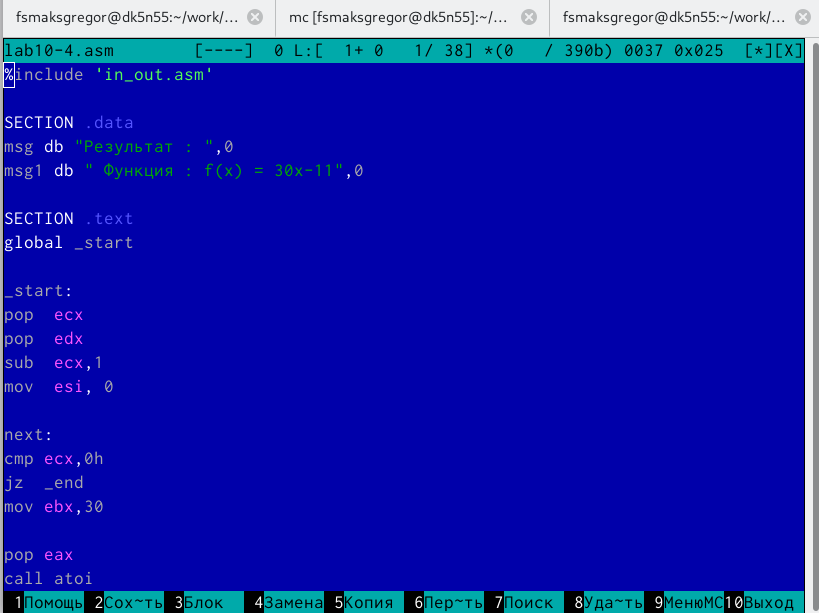 fsmaksgregor@dk5n55:~/work/... mc [fsmaksgregor@dk5n55]:~/... fsmaksgregor@dk5n55:~/work/...
lab10-4.asm [----] 0 L:[ 1+ 0 1/ 38] *(0 / 390b) 0037 0x025 [*][X]
%include 'in_out.asm'
SECTION .data
msg db "Результат : ",0
msg1 db " Функция : f(x) = 30x-11",0
SECTION .text
global _start
_start:
pop ecx
pop edx
sub ecx,1
mov esi, 0
next:
cmp ecx,0h
jz _end
mov ebx,30
pop eax
call atoi
1Помощь 2Сох~ть 3Блок 4Замена 5Копия 6Пер~ть 7Поиск 8Уда~ть 9МенюMC 10Выход